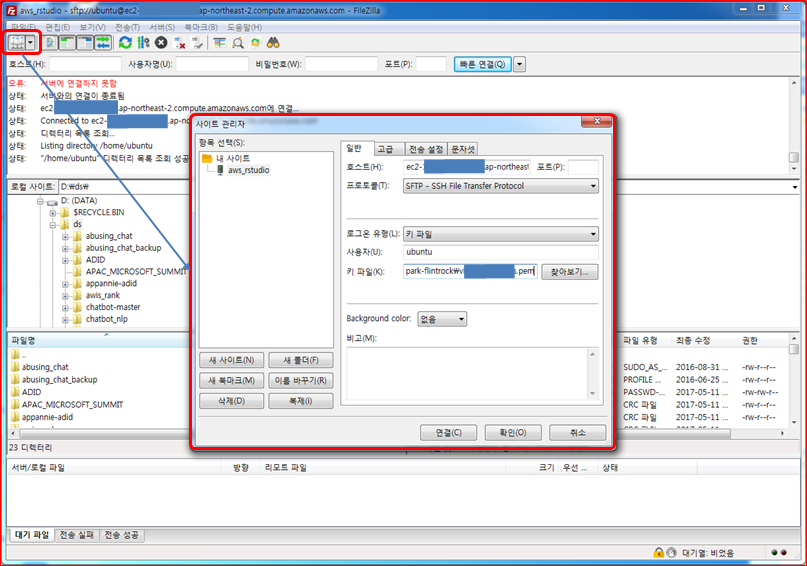 aws_rstudio - sftp://ubuntu@ec2- ap-northeast-2.compute.amazonaws.com - FileZilla
파일(F) 편집(E) 보기(V) 전송(T) 서버(S) 북마크(B) 도움말(H)
호스트(H): 사용자명(U): 비밀번호(W): 포트(P): 빠른 연결(Q)
오류: 서버에 연결하지 못함
상태: 서버와의 연결이 종료됨
상태: ec2- ap-northeast-2.compute.amazonaws.com에 연결...
상태: Connected to ec2- .ap-no
상태: 디렉터리 목록 조회...
상태: Listing directory /home/ubuntu
상태: "/home/ubuntu" 디렉터리 목록 조회 성공
로컬 사이트: D:\ds\
D: (DATA)
$RECYCLE.BIN
ds
abusing_chat
abusing_chat_backup
ADID
APAC_MICROSOFT_SUMMIT
appannie-adid
awis_rank
chatbot-master
chatbot_nlp
파일명
..
abusing_chat
abusing_chat_backup
ADID
APAC_MICROSOFT_SUMMIT
appannie-adid
23 디렉터리
사이트 관리자
항목 선택(S):
내 사이트
aws_rstudio
새 사이트(N) 새 폴더(F)
새 북마크(M) 이름 바꾸기(R)
삭제(D) 복제(I)
일반 고급 전송 설정 문자셋
호스트(H): ec2- .ap-northeast 포트(P):
프로토콜(T): SFTP - SSH File Transfer Protocol
로그온 유형(L): 키 파일
사용자(U): ubuntu
키 파일(K): park-flintrock\v s.pem 찾아보기...
Background color: 없음
비고(M):
연결(C) 확인(O) 취소
파일 유형 최종 수정 권한
SUDO_AS_... 2016-08-31 ... -rw-r--r--
PROFILE ... 2016-06-25 ... -rw-r--r--
PASSWD-... 2017-05-11 ... -rw-rw-r--
CRC 파일 2017-05-11 ... -rw-r--r--
CRC 파일 2017-05-11 ... -rw-r--r--
서버/로컬 파일 방향 리모트 파일 크기 우선 ... 상태
대기 파일 전송 실패 전송 성공
대기열: 비었음